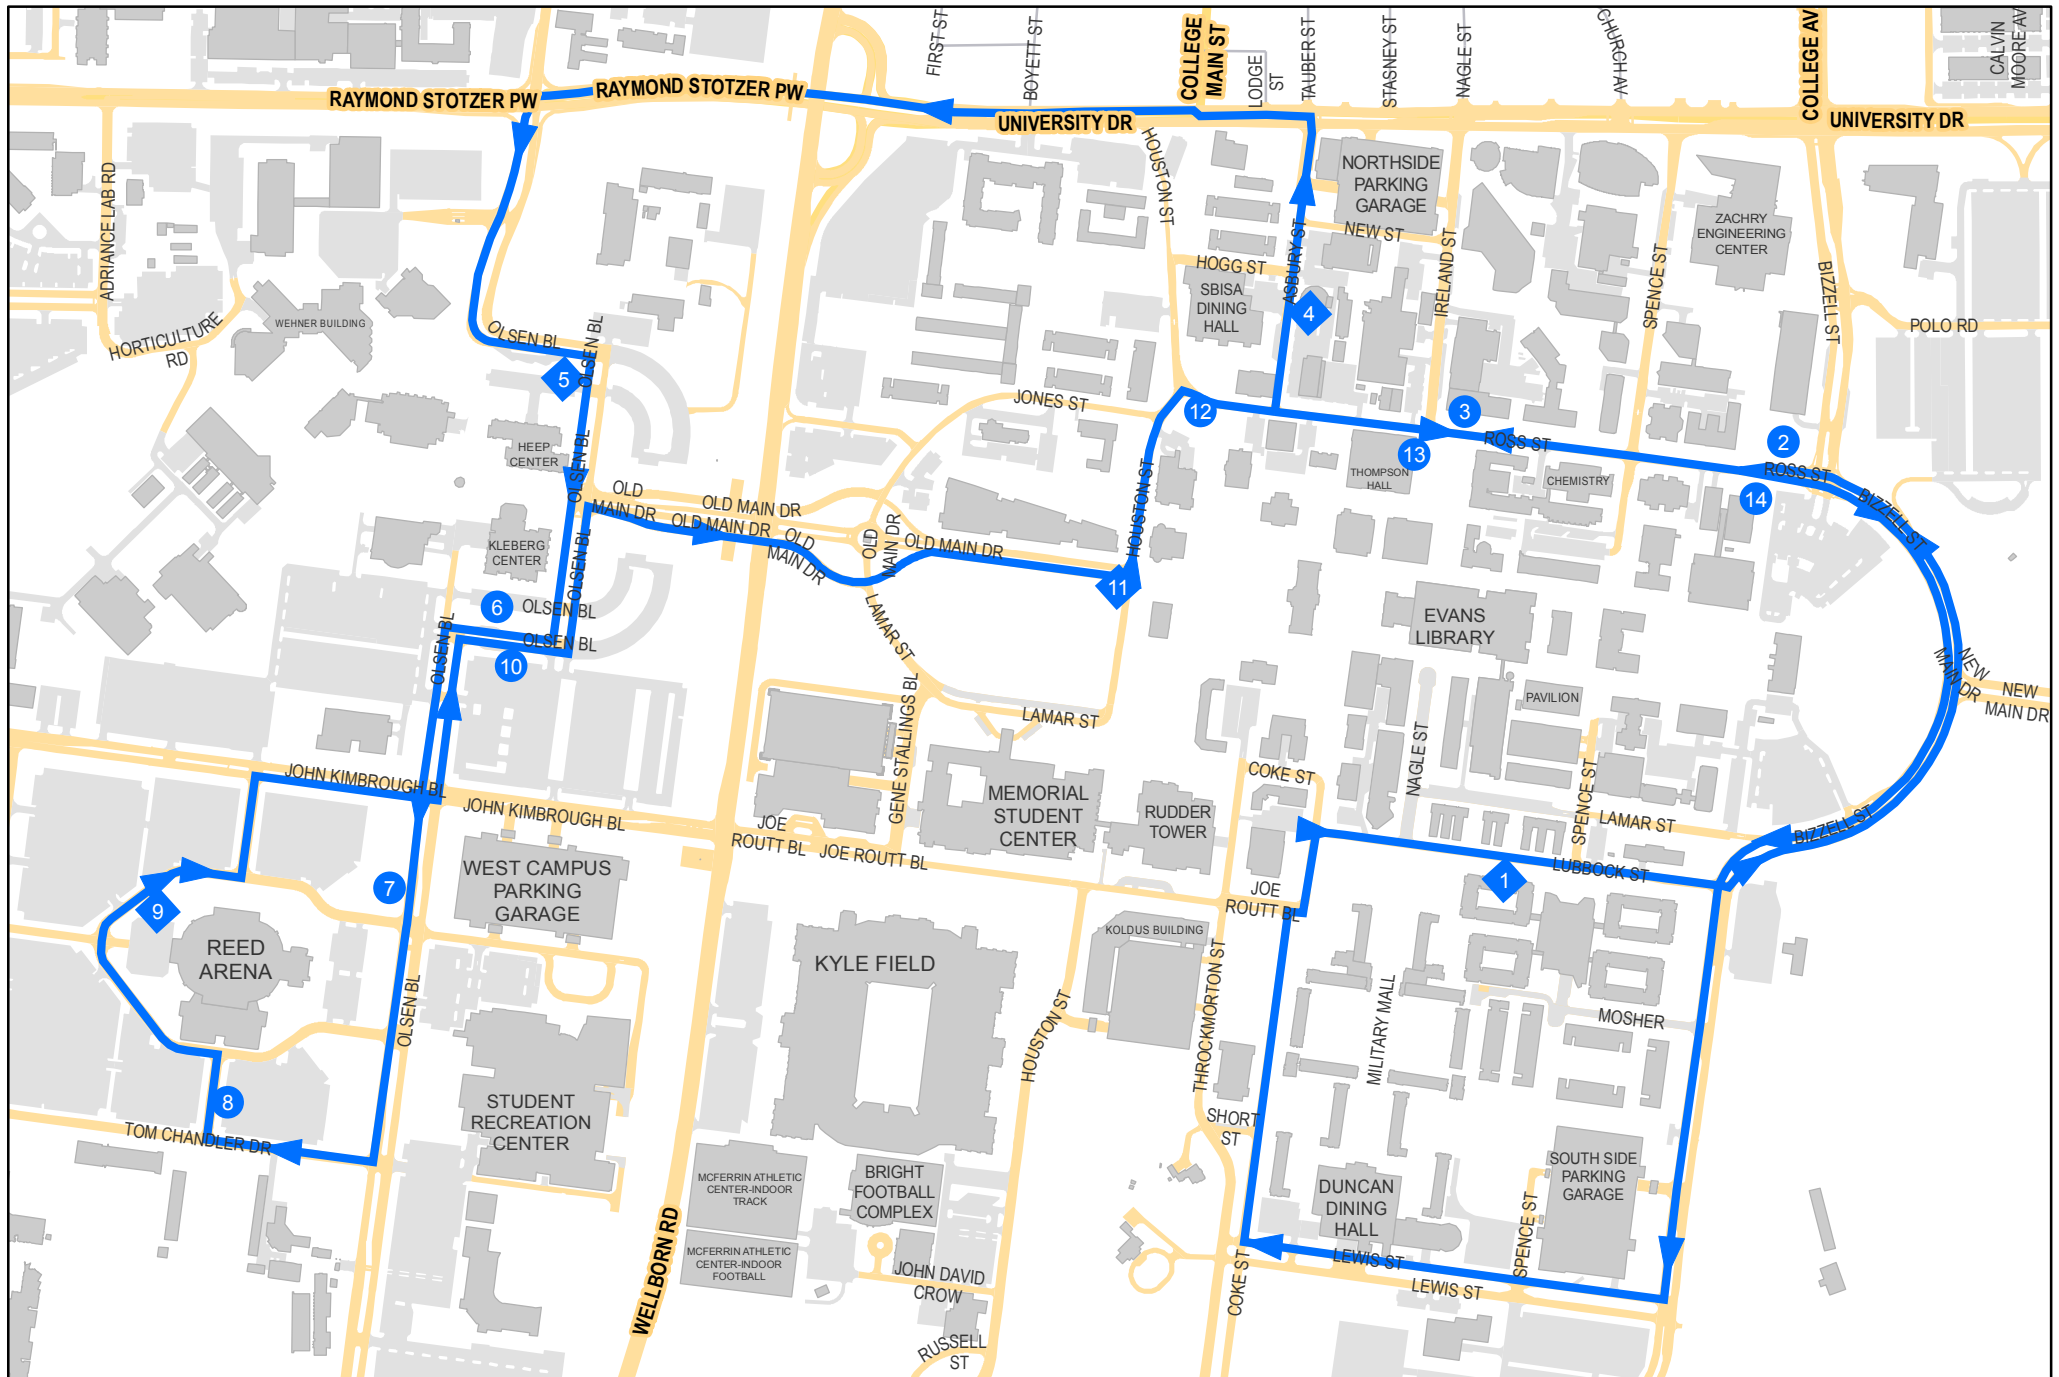 FIRST ST
BOYETT ST
COLLEGE
MAIN ST
LODGE
ST
TAUBER ST
STASNEY ST
NAGLE ST
CHURCH AV
COLLEGE AV
CALVIN
MOORE AV
RAYMOND STOTZER PW
RAYMOND STOTZER PW
UNIVERSITY DR
UNIVERSITY DR
HOUSTON ST
NORTHSIDE
PARKING
GARAGE
ADRIANCE LAB RD
NEW ST
ZACHRY
ENGINEERING
CENTER
ASBURY ST
IRELAND ST
SPENCE ST
BIZZELL ST
HOGG ST
SBISA
DINING
HALL
4
WEHNER BUILDING
HORTICULTURE
RD
POLO RD
OLSEN BL
OLSEN BL
5
JONES ST
12
3
2
13
ROSS ST
ROSS ST
14
HEEP
CENTER
OLSEN BL
THOMPSON
HALL
CHEMISTRY
BIZZELL ST
OLD
MAIN DR
OLD MAIN DR
OLD MAIN DR
OLD
MAIN DR
OLD
MAIN DR
OLD MAIN DR
HOUSTON ST
KLEBERG
CENTER
OLSEN BL
11
6
OLSEN BL
OLSEN BL
OLSEN BL
10
LAMAR ST
EVANS
LIBRARY
NEW
MAIN DR
NEW
MAIN DR
PAVILION
LAMAR ST
GENE STALLINGS BL
NAGLE ST
SPENCE ST
COKE ST
JOHN KIMBROUGH BL
JOHN KIMBROUGH BL
MEMORIAL
STUDENT
CENTER
RUDDER
TOWER
LAMAR ST
BIZZELL ST
JOE
ROUTT BL
JOE ROUTT BL
LUBBOCK ST
1
WEST CAMPUS
PARKING
GARAGE
7
9
JOE
ROUTT BL
KOLDUS BUILDING
REED
ARENA
KYLE FIELD
OLSEN BL
THROCKMORTON ST
HOUSTON ST
MILITARY MALL
MOSHER
8
STUDENT
RECREATION
CENTER
SHORT
ST
TOM CHANDLER DR
MCFERRIN ATHLETIC
CENTER-INDOOR
TRACK
BRIGHT
FOOTBALL
COMPLEX
DUNCAN
DINING
HALL
SOUTH SIDE
PARKING
GARAGE
SPENCE ST
MCFERRIN ATHLETIC
CENTER-INDOOR
FOOTBALL
WELLBORN RD
JOHN DAVID
CROW
COKE ST
LEWIS ST
LEWIS ST
RUSSELL
ST